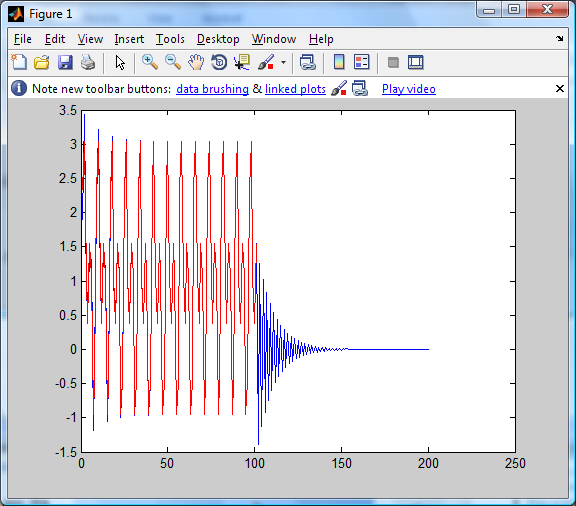 Figure 1
File Edit View Insert Tools Desktop Window Help
Note new toolbar buttons: data brushing & linked plots Play video
3.5
3
2.5
2
1.5
1
0.5
0
-0.5
-1
-1.5
0 50 100 150 200 250